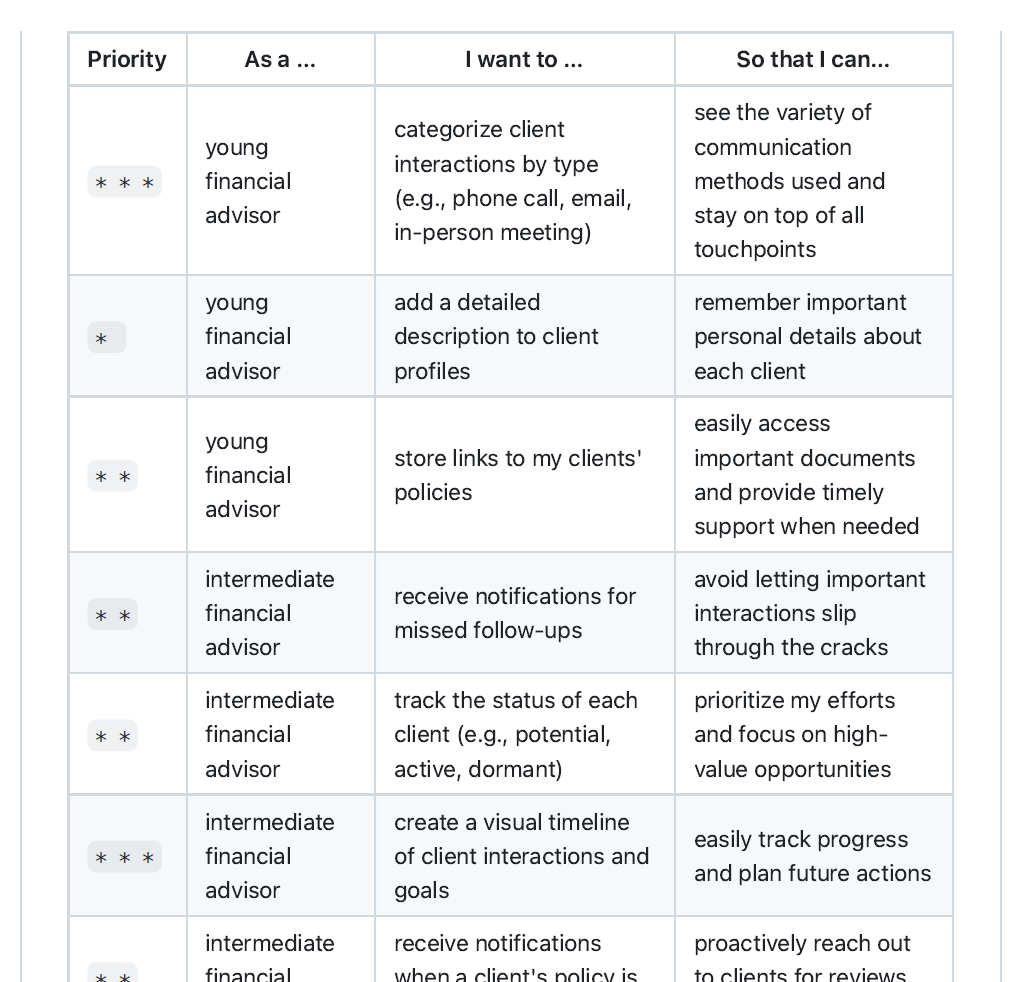 Priority As a ... I want to ... So that I can...
see the variety of
categorize client
communication
young
interactions by type
* * *
financial
methods used and
(e.g., phone call, email,
advisor
stay on top of all
in-person meeting)
touchpoints
young
add a detailed
remember important
*
financial
description to client
personal details about
advisor
profiles
each client
easily access
young
store links to my clients'
important documents
* *
financial
policies
and provide timely
advisor
support when needed
intermediate
avoid letting important
receive notifications for
* *
financial
interactions slip
missed follow-ups
advisor
through the cracks
intermediate
track the status of each
prioritize my efforts
* *
financial
client (e.g., potential,
and focus on high-
advisor
active, dormant)
value opportunities
intermediate
create a visual timeline
easily track progress
* * *
financial
of client interactions and
and plan future actions
advisor
goals
intermediate
receive notifications
proactively reach out
* *
financial
when a client's policy is
to clients for reviews